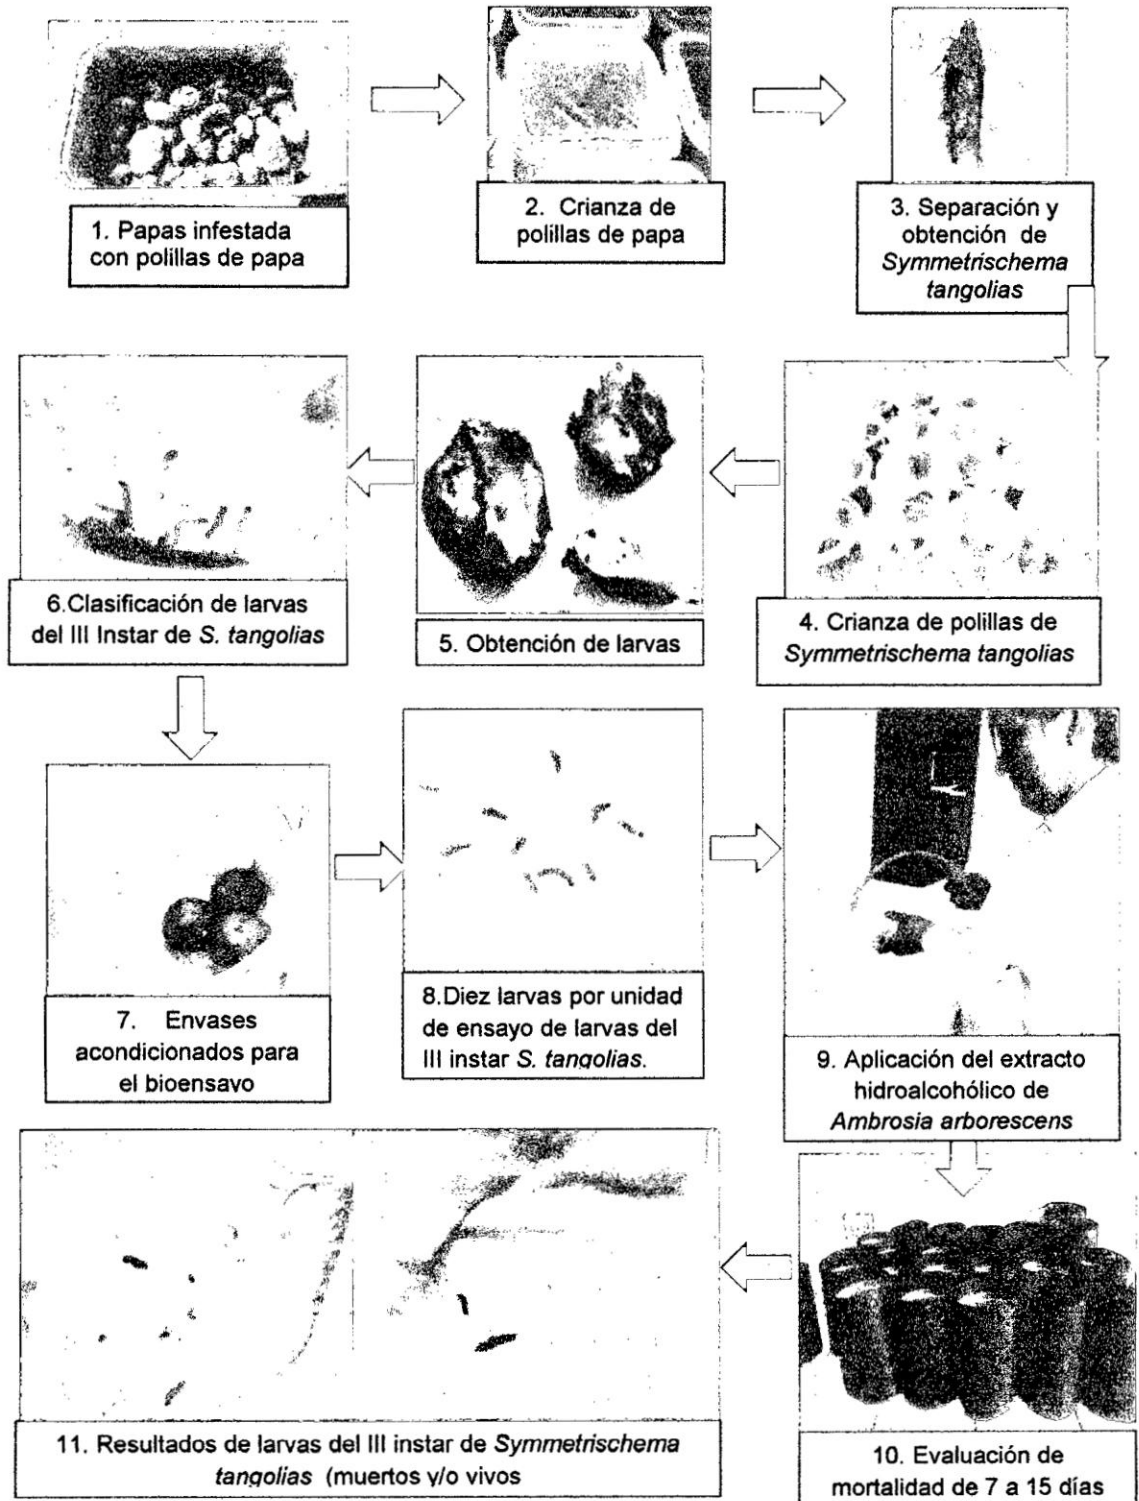 1. Papas infestada
con polillas de papa
2. Crianza de
polillas de papa
3. Separación y
obtención de
Symmetrischema
tangolias
4. Crianza de polillas de
Symmetrischema tangolias
5. Obtención de larvas
6.Clasificación de larvas
del III Instar de S. tangolias
7. Envases
acondicionados para
el bioensavo
8.Diez larvas por unidad
de ensayo de larvas del
III instar S. tangolias.
9. Aplicación del extracto
hidroalcohólico de
Ambrosia arborescens
10. Evaluación de
mortalidad de 7 a 15 días
11. Resultados de larvas del III instar de Symmetrischema
tangolias (muertos y/o vivos